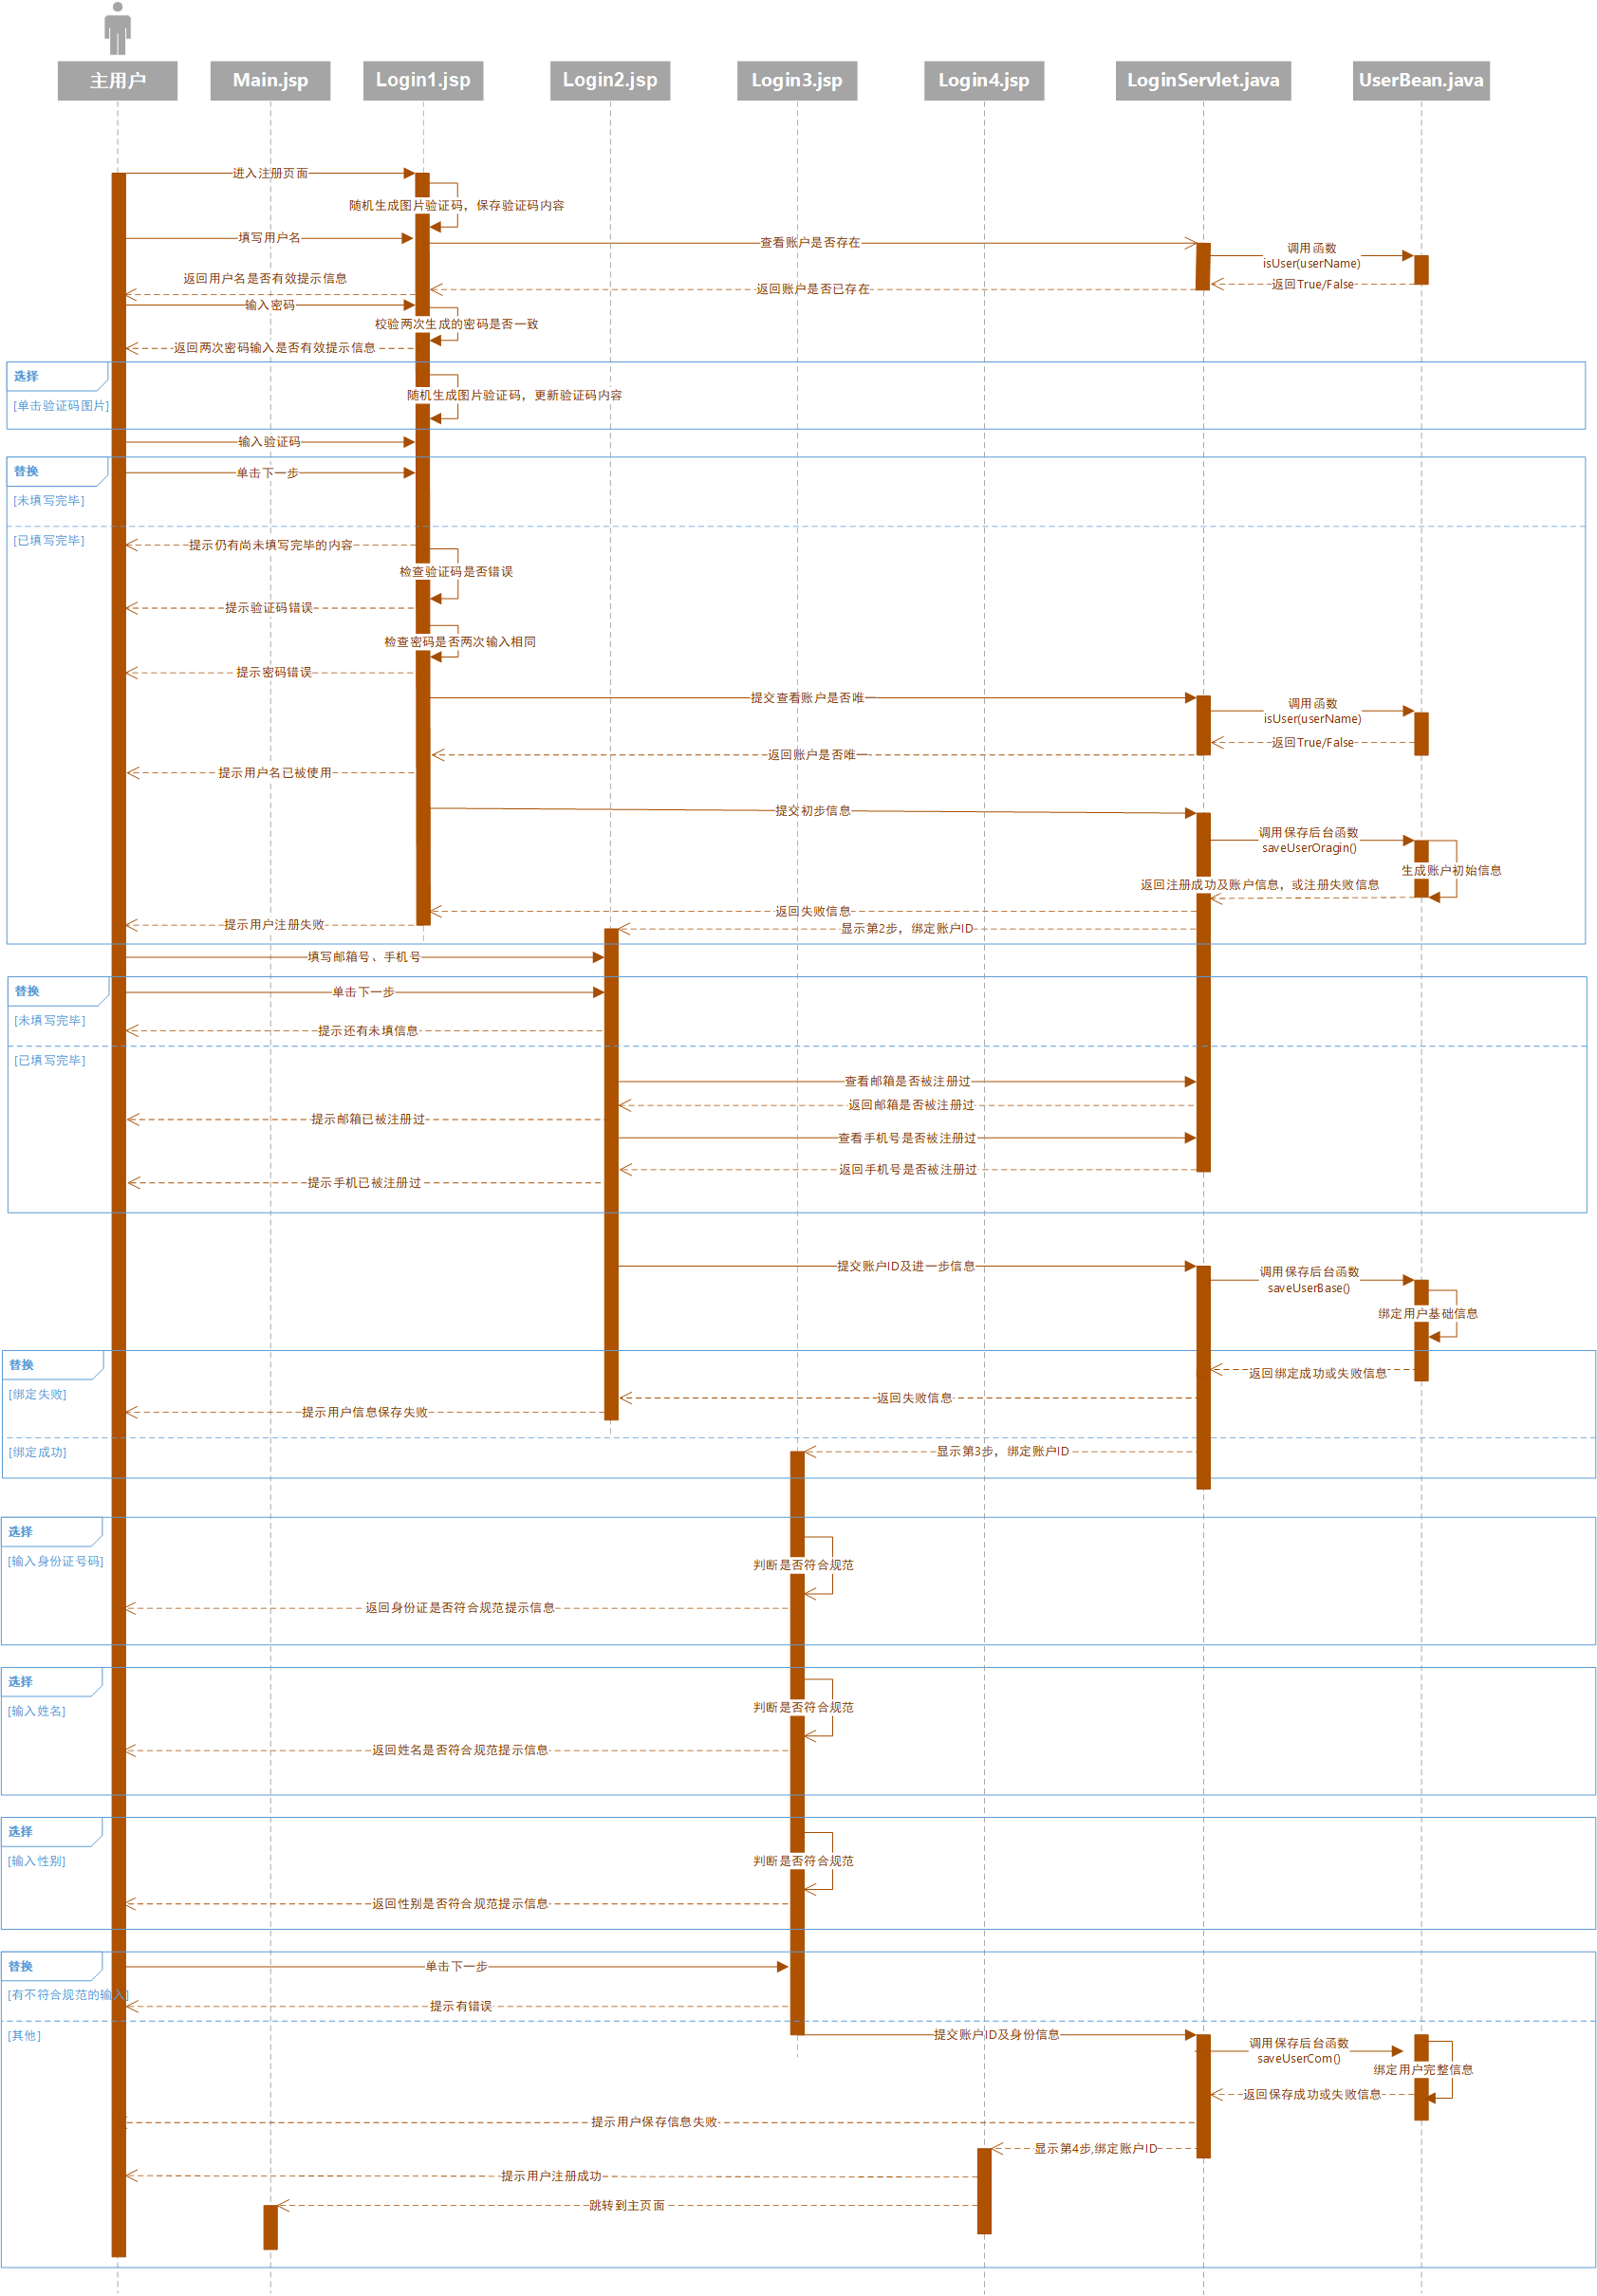 主用户
Main.jsp
Login1.jsp
Login2.jsp
Login3.jsp
Login4.jsp
LoginServlet.java
UserBean.java
进入注册页面
随机生成图片验证码，保存验证码内容
填写用户名
查看账户是否存在
调用函数
isUser(userName)
返回用户名是否有效提示信息
返回True/False
返回账户是否已存在
输入密码
校验两次生成的密码是否一致
返回两次密码输入是否有效提示信息
选择
[单击验证码图片]
随机生成图片验证码，更新验证码内容
输入验证码
替换
单击下一步
[未填写完毕]
[已填写完毕]
提示仍有尚未填写完毕的内容
检查验证码是否错误
提示验证码错误
检查密码是否两次输入相同
提示密码错误
提交查看账户是否唯一
调用函数
isUser(userName)
返回True/False
返回账户是否唯一
提示用户名已被使用
提交初步信息
调用保存后台函数
saveUserOragin()
生成账户初始信息
返回注册成功及账户信息，或注册失败信息
返回失败信息
提示用户注册失败
显示第2步，绑定账户ID
填写邮箱号、手机号
替换
单击下一步
[未填写完毕]
提示还有未填信息
[已填写完毕]
查看邮箱是否被注册过
返回邮箱是否被注册过
提示邮箱已被注册过
查看手机号是否被注册过
返回手机号是否被注册过
提示手机已被注册过
提交账户ID及进一步信息
调用保存后台函数
saveUserBase()
绑定用户基础信息
替换
返回绑定成功或失败信息
[绑定失败]
返回失败信息
提示用户信息保存失败
[绑定成功]
显示第3步，绑定账户ID
选择
[输入身份证号码]
判断是否符合规范
返回身份证是否符合规范提示信息
选择
[输入姓名]
判断是否符合规范
返回姓名是否符合规范提示信息
选择
[输入性别]
判断是否符合规范
返回性别是否符合规范提示信息
替换
单击下一步
[有不符合规范的输入]
提示有错误
[其他]
提交账户ID及身份信息
调用保存后台函数
saveUserCom()
绑定用户完整信息
返回保存成功或失败信息
提示用户保存信息失败
显示第4步,绑定账户ID
提示用户注册成功
跳转到主页面